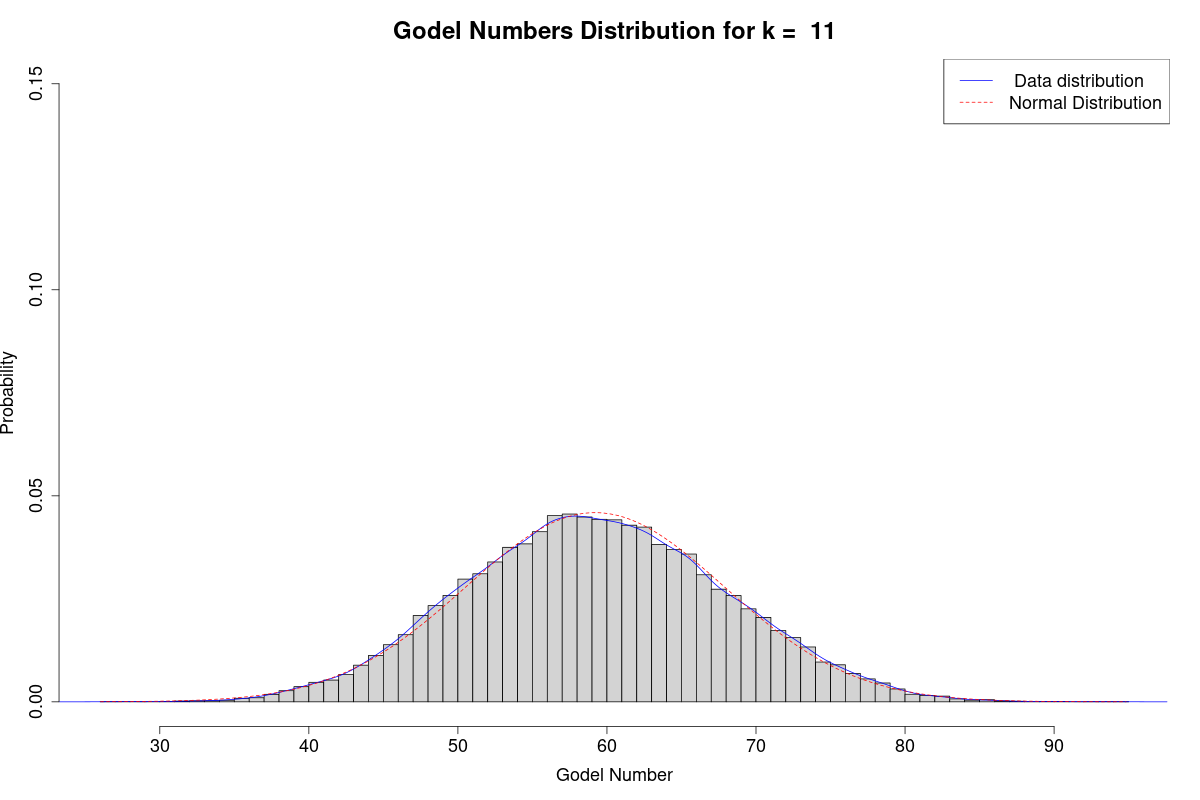 Godel Numbers Distribution for k = 11
Data distribution
Normal Distribution
0.15
0.10
0.05
0.00
Probability
30 40 50 60 70 80 90
Godel Number